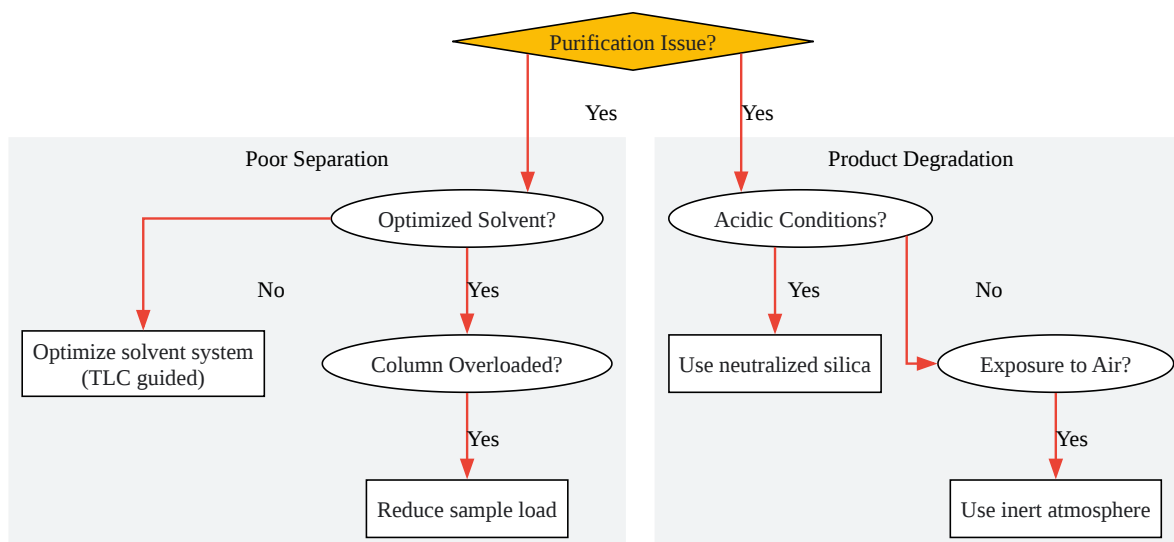 Purification Issue?
Yes
Yes
Poor Separation
Product Degradation
Optimized Solvent?
Acidic Conditions?
No
Yes
Yes
No
Optimize solvent system
(TLC guided)
Column Overloaded?
Use neutralized silica
Exposure to Air?
Yes
Yes
Reduce sample load
Use inert atmosphere